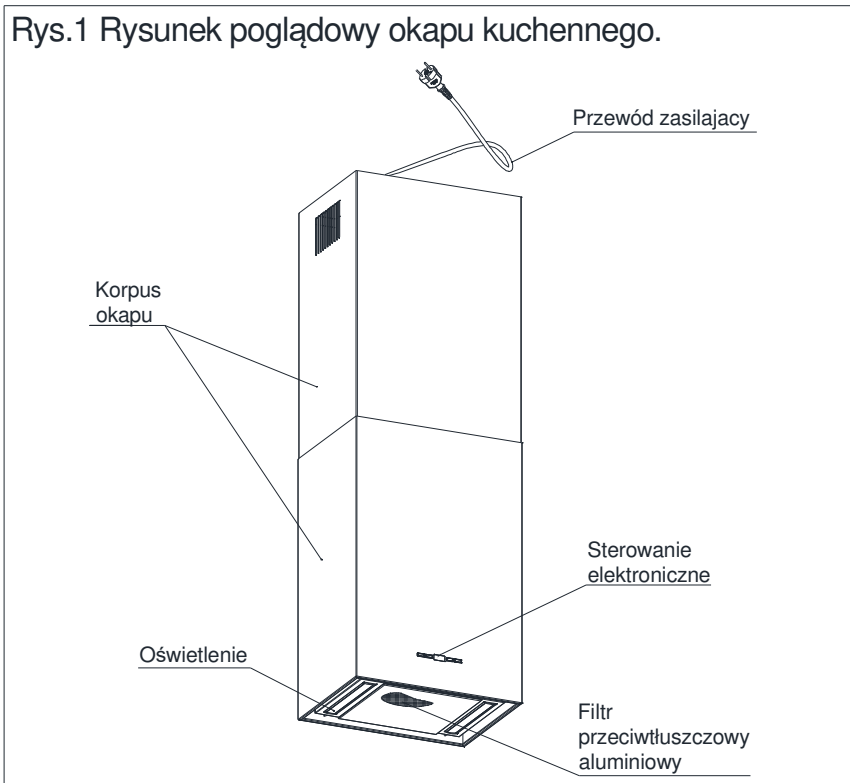 Rys.1 Rysunek poglądowy okapu kuchennego.
Przewód zasilajacy
Korpus
okapu
Sterowanie
elektroniczne
Oświetlenie
Filtr
przeciwtłuszczowy
aluminiowy